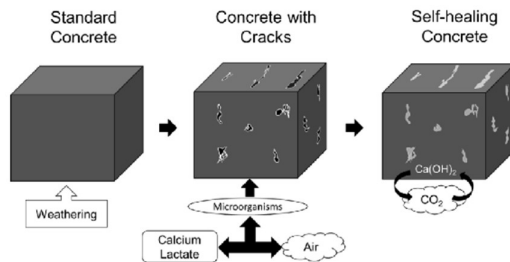 Standard
Concrete
Concrete with
Cracks
Self-healing
Concrete
Weathering
Microorganisms
Calcium
Lactate
Air
Ca(OH)₂
CO₂